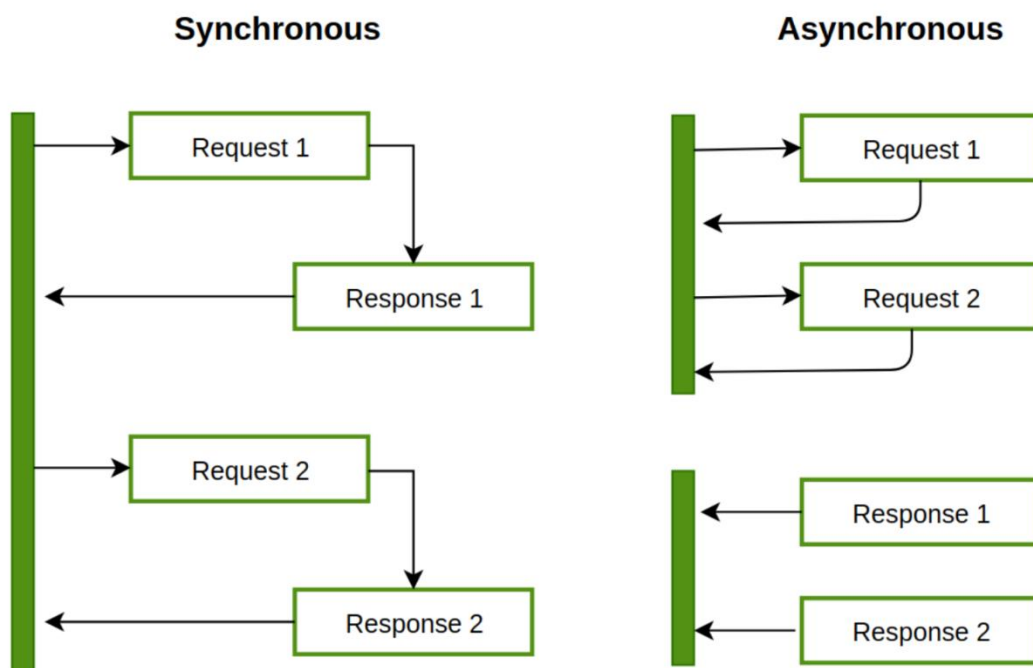 Synchronous
Asynchronous
Request 1
Response 1
Request 2
Response 2
Request 1
Request 2
Response 1
Response 2